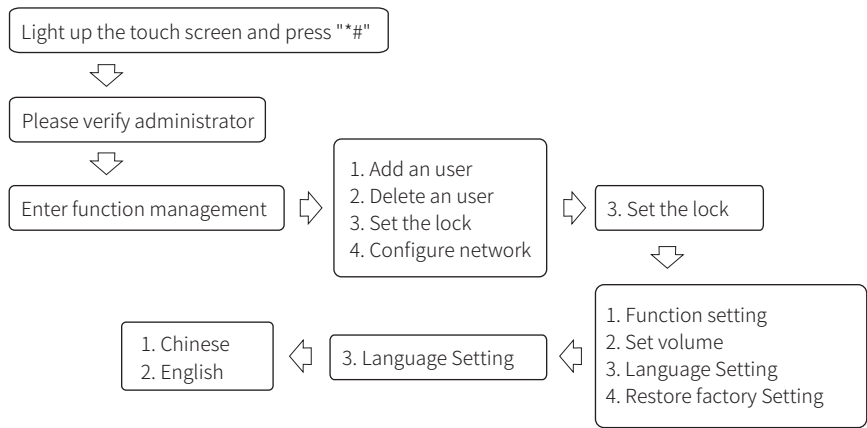 Light up the touch screen and press "*#"
Please verify administrator
Enter function management
1. Add an user
2. Delete an user
3. Set the lock
4. Configure network
3. Set the lock
1. Function setting
2. Set volume
3. Language Setting
4. Restore factory Setting
3. Language Setting
1. Chinese
2. English